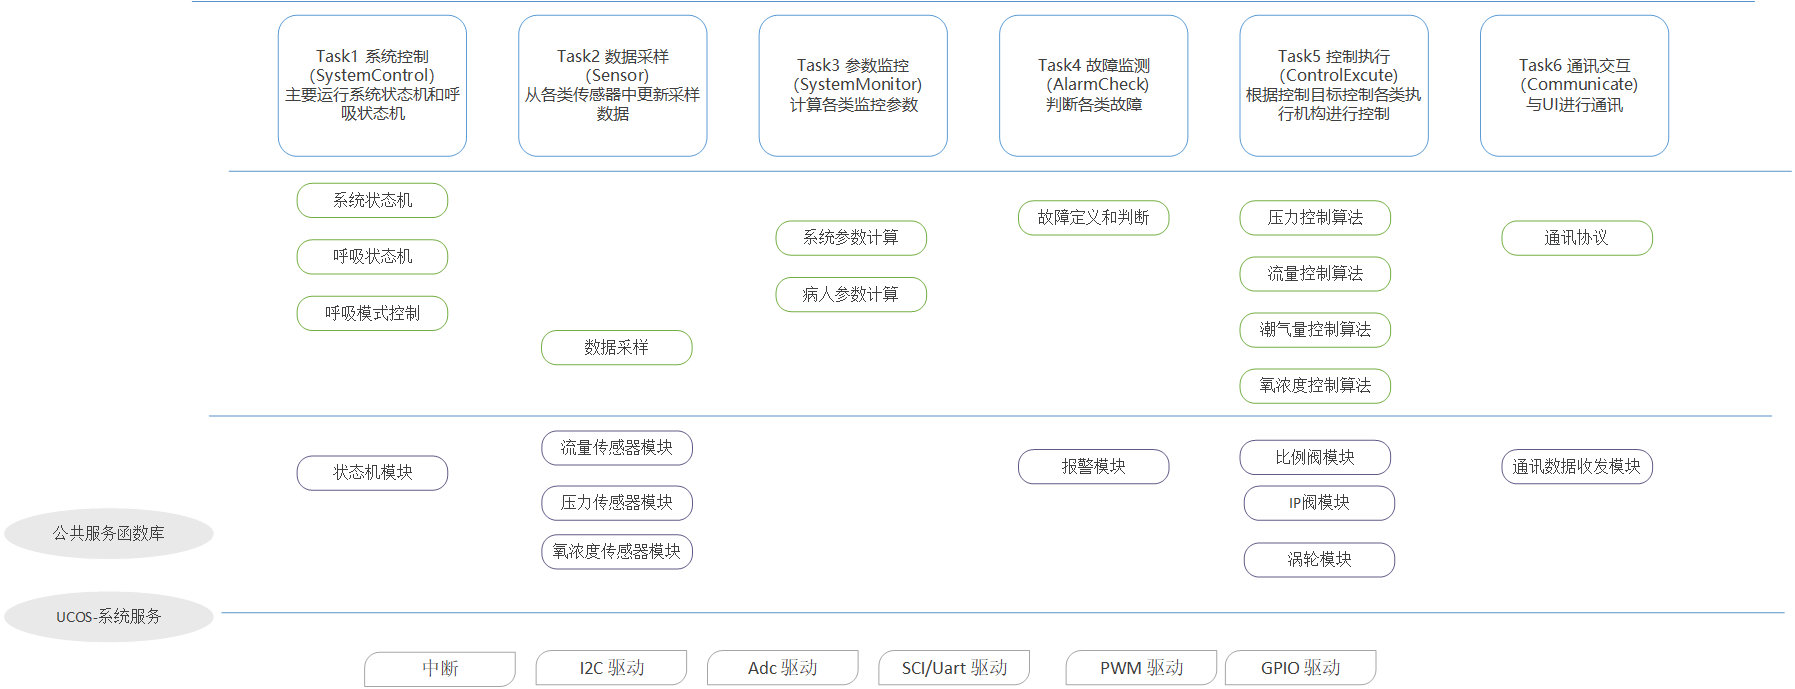 Task1 系统控制
（SystemControl）
主要运行系统状态机和呼
吸状态机
Task2 数据采样
（Sensor）
从各类传感器中更新采样
数据
Task3 参数监控
（SystemMonitor）
计算各类监控参数
Task4 故障监测
（AlarmCheck）
判断各类故障
Task5 控制执行
（ControlExcute）
根据控制目标控制各类执
行机构进行控制
Task6 通讯交互
（Communicate）
与UI进行通讯
系统状态机
呼吸状态机
呼吸模式控制
数据采样
系统参数计算
病人参数计算
故障定义和判断
压力控制算法
流量控制算法
潮气量控制算法
氧浓度控制算法
通讯协议
状态机模块
流量传感器模块
压力传感器模块
氧浓度传感器模块
报警模块
比例阀模块
IP阀模块
涡轮模块
通讯数据收发模块
公共服务函数库
UCOS-系统服务
中断
I2C 驱动
Adc 驱动
SCI/Uart 驱动
PWM 驱动
GPIO 驱动